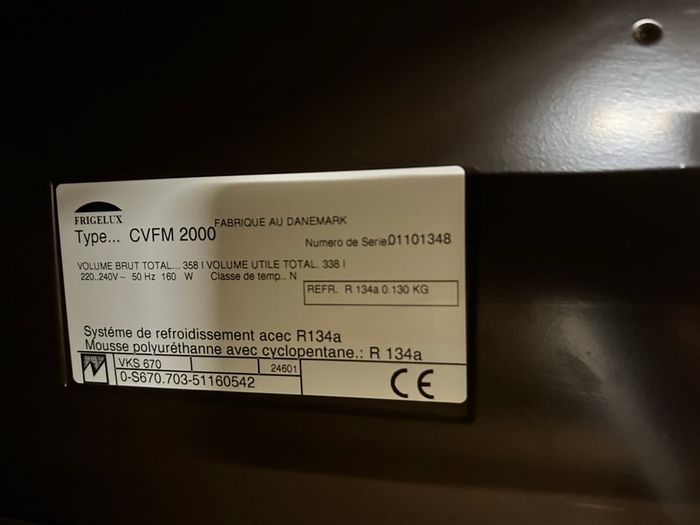 FRIGELUX
FABRIQUE AU DANEMARK
Type... CVFM 2000
Numero de Serie:01101348
VOLUME BRUT TOTAL... 358 l VOLUME UTILE TOTAL. 338 l
220..240V~ 50 Hz 160 W Classe de temp.. N
REFR. R 134a 0.130 KG
Systéme de refroidissement acec R134a
Mousse polyuréthanne avec cyclopentane.: R 134a
VKS 670
24601
0-S670.703-51160542
CE